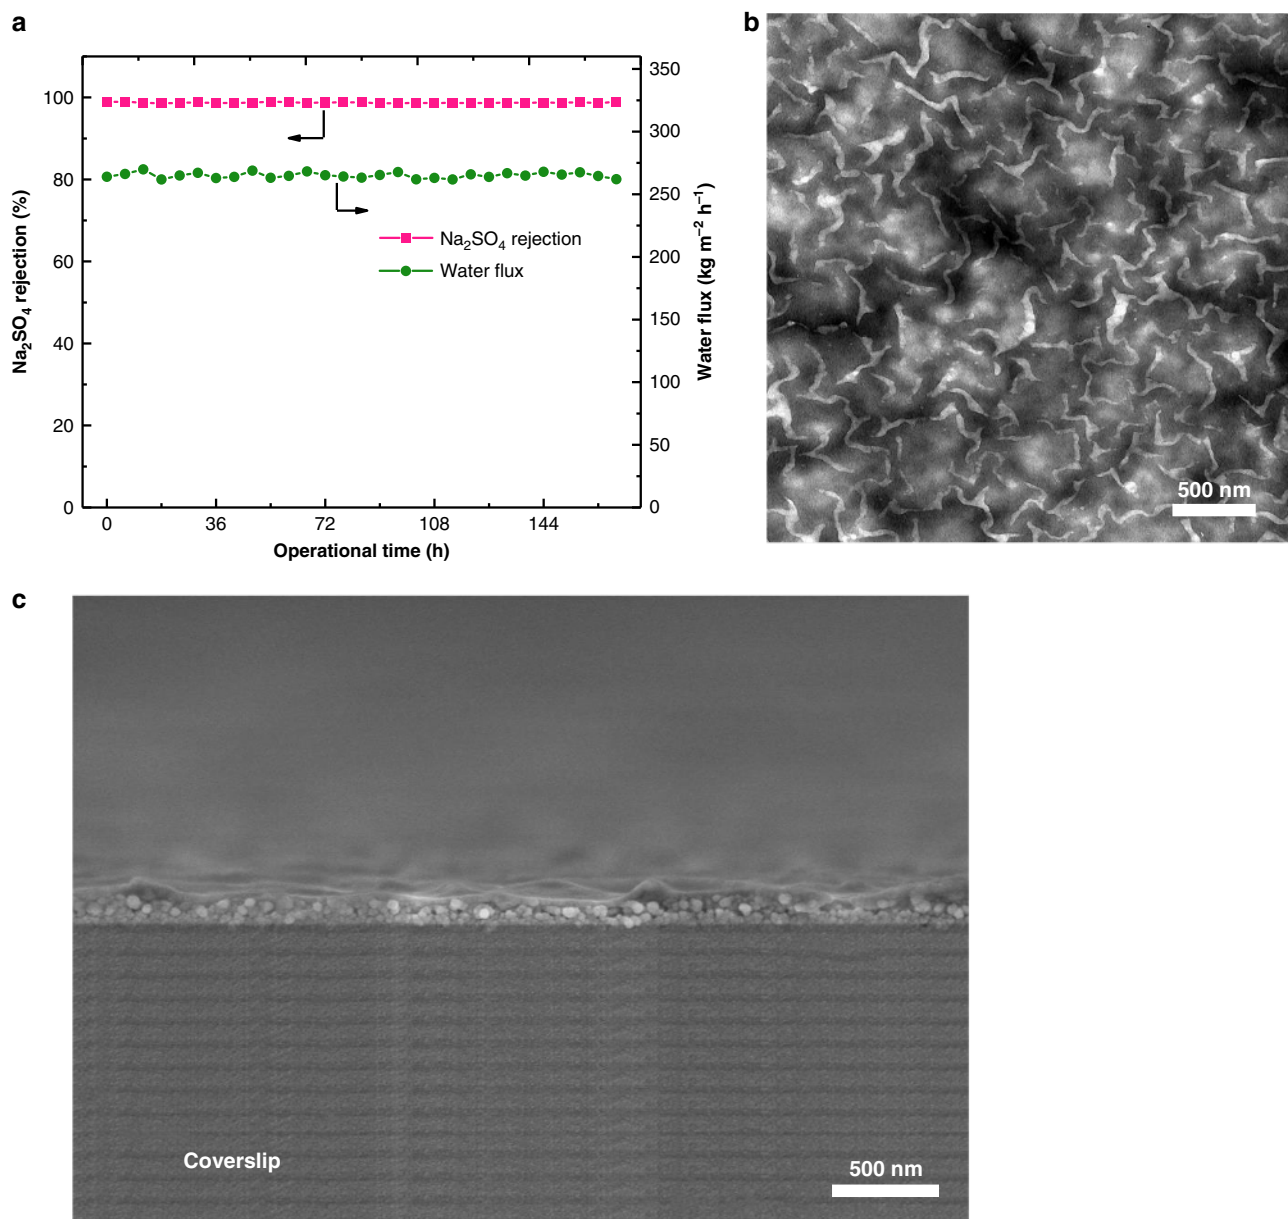 a
100
80
60
40
20
0
Na₂SO₄ rejection (%)
0
36
72
108
144
Operational time (h)
350
300
250
200
150
100
50
0
Water flux (kg m⁻² h⁻¹)
Na₂SO₄ rejection
Water flux
b
500 nm
c
Coverslip
500 nm